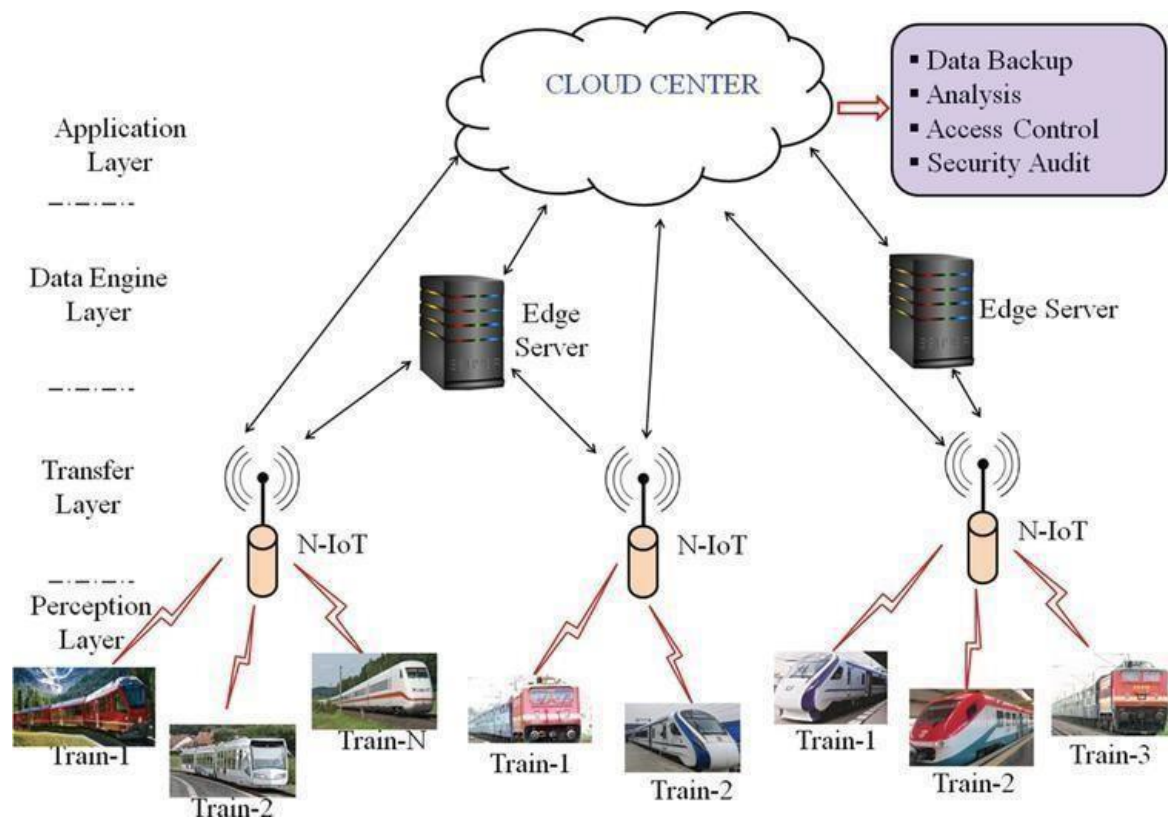 CLOUD CENTER
▪ Data Backup
▪ Analysis
▪ Access Control
▪ Security Audit
Application
Layer
Data Engine
Layer
Edge
Server
Edge Server
Transfer
Layer
N-IoT
N-IoT
N-IoT
Perception
Layer
Train-1
Train-2
Train-N
Train-1
Train-2
Train-1
Train-2
Train-3